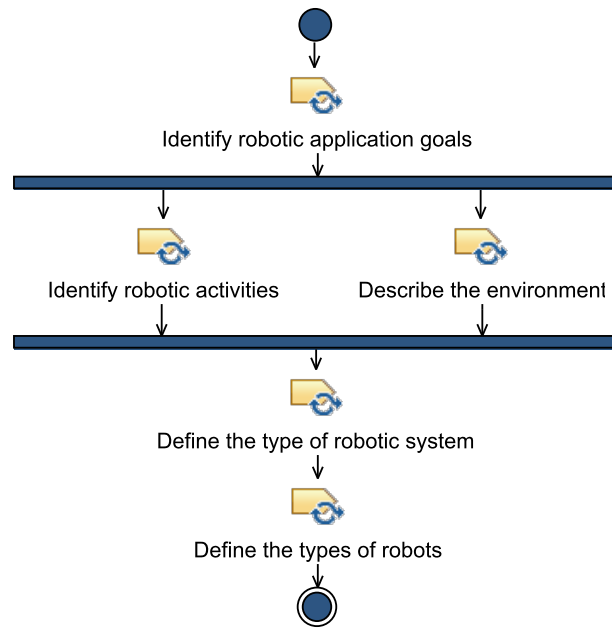 Identify robotic application goals
Identify robotic activities
Describe the environment
Define the type of robotic system
Define the types of robots